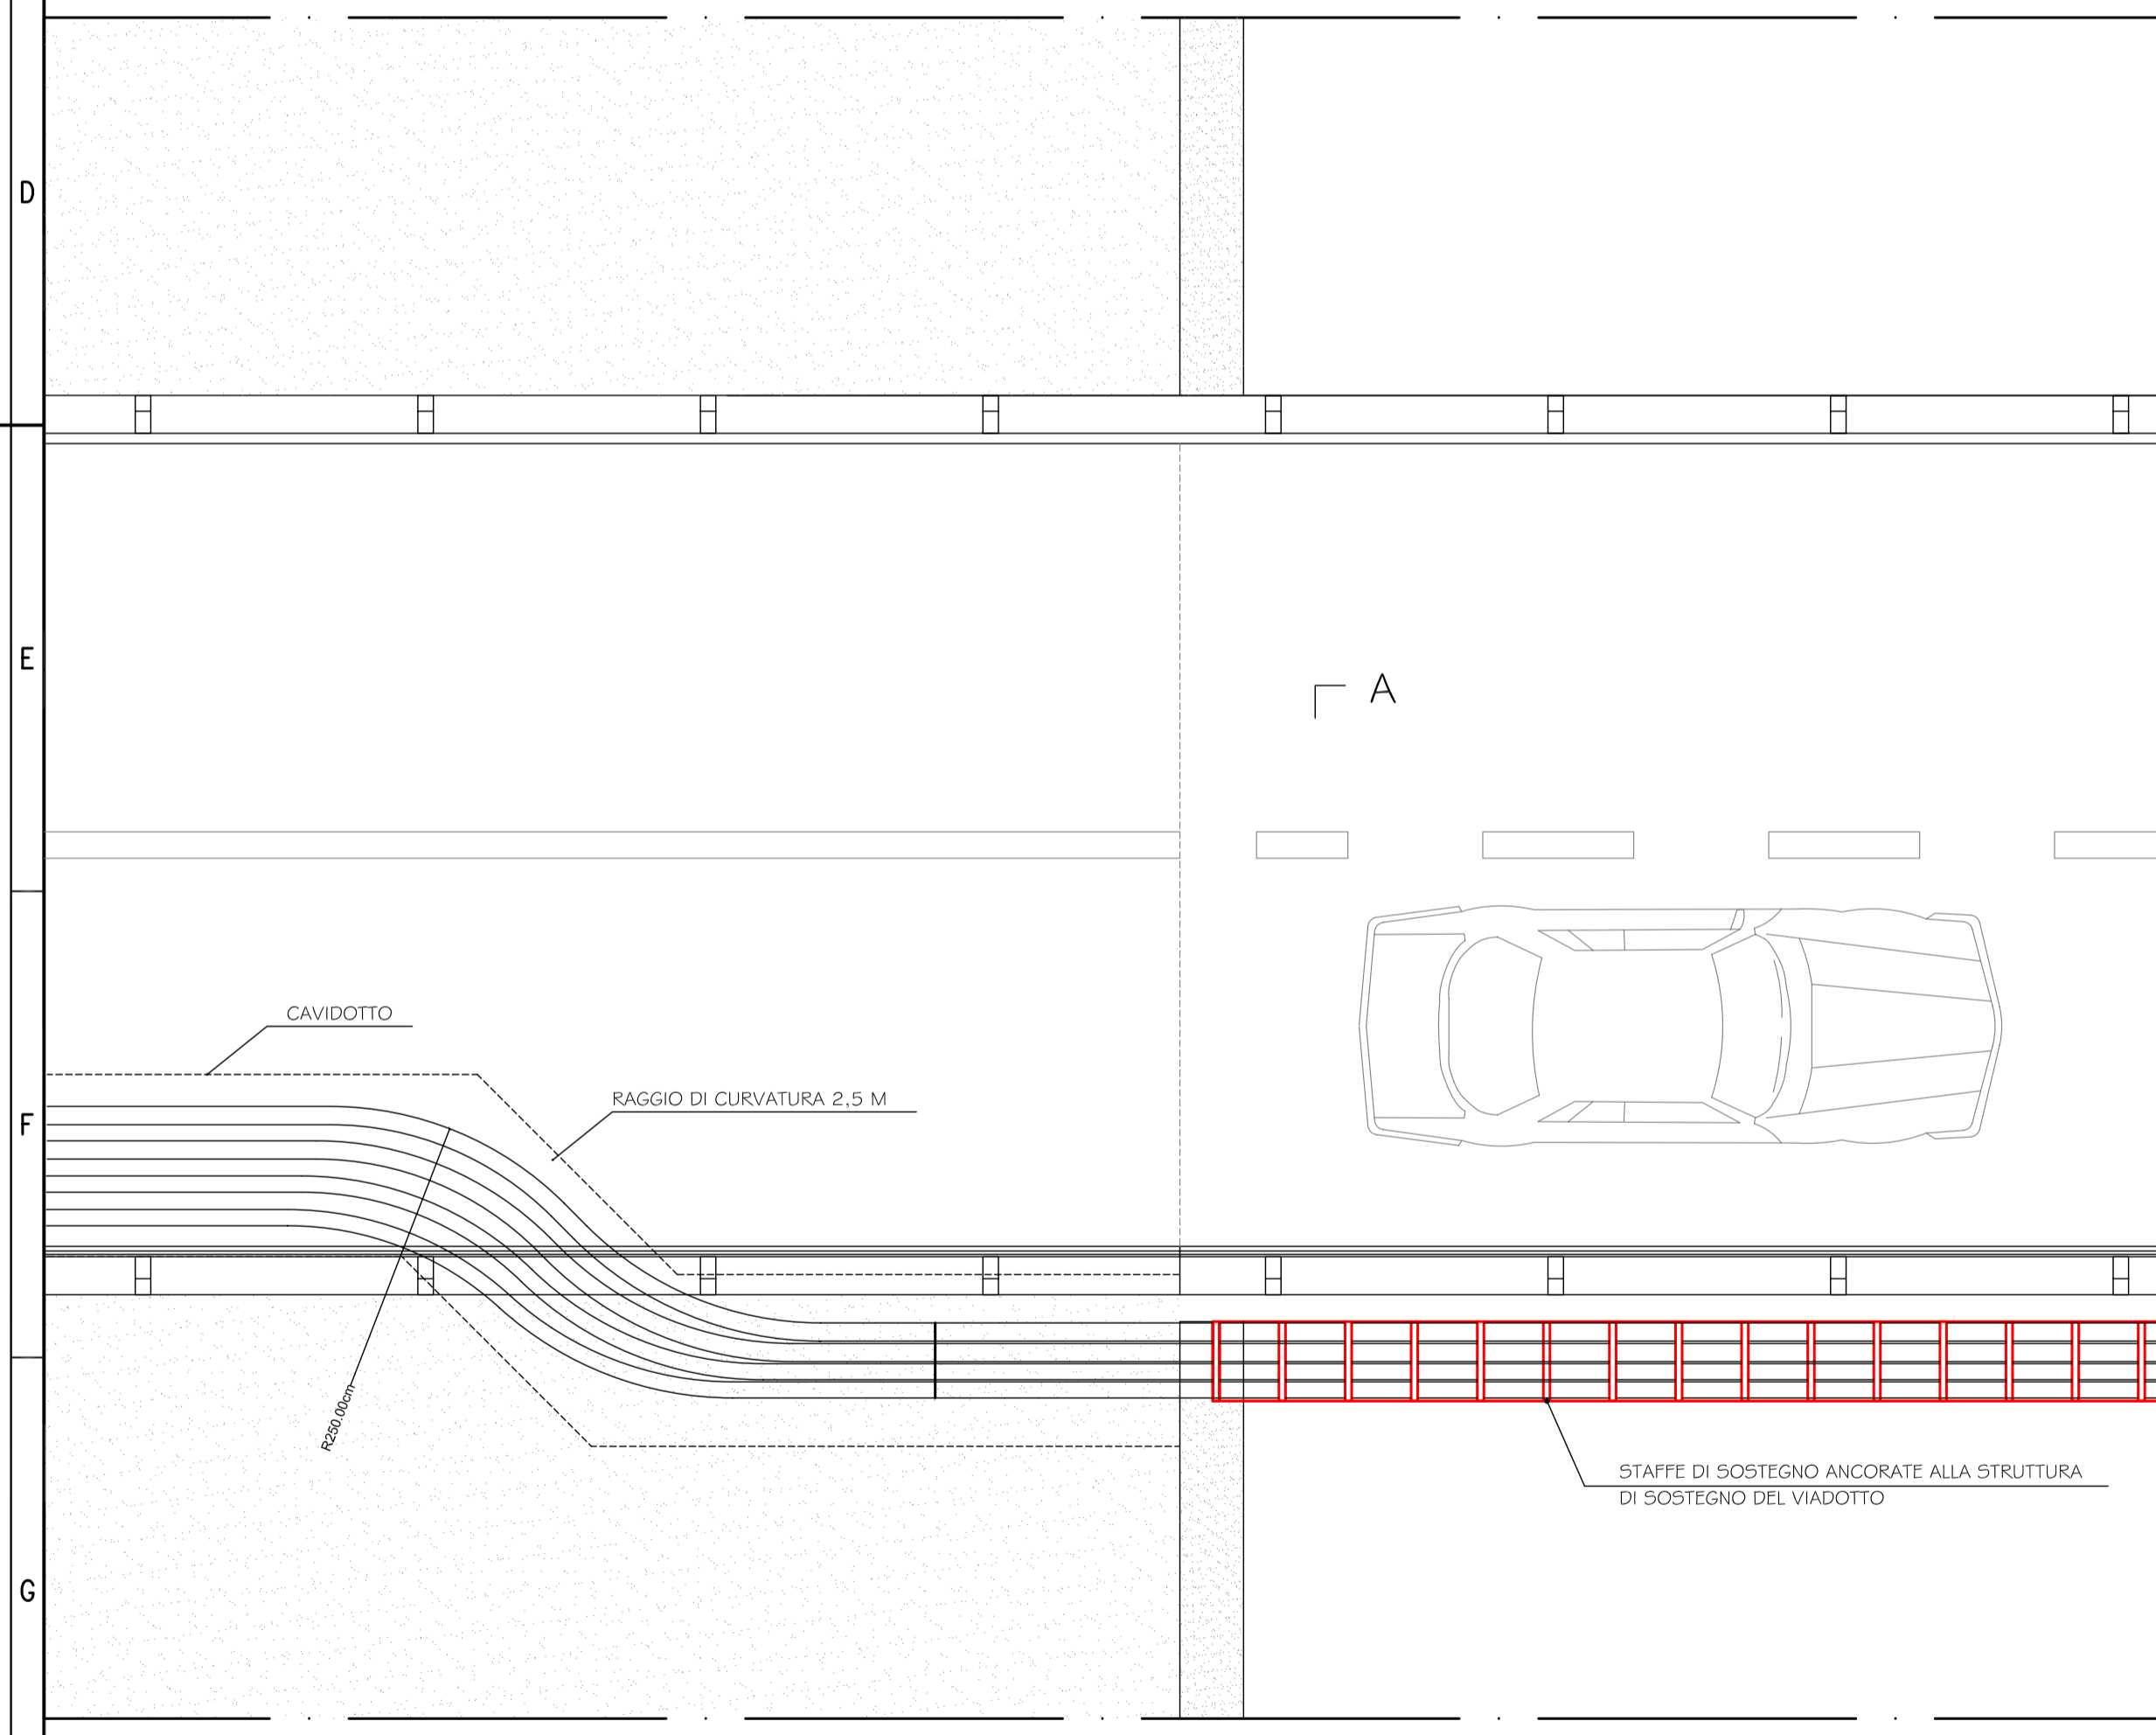 D
E
A
CAVIDOTTO
RAGGIO DI CURVATURA 2,5 M
F
R250.00cm
STAFFE DI SOSTEGNO ANCORATE ALLA STRUTTURA
DI SOSTEGNO DEL VIADOTTO
G